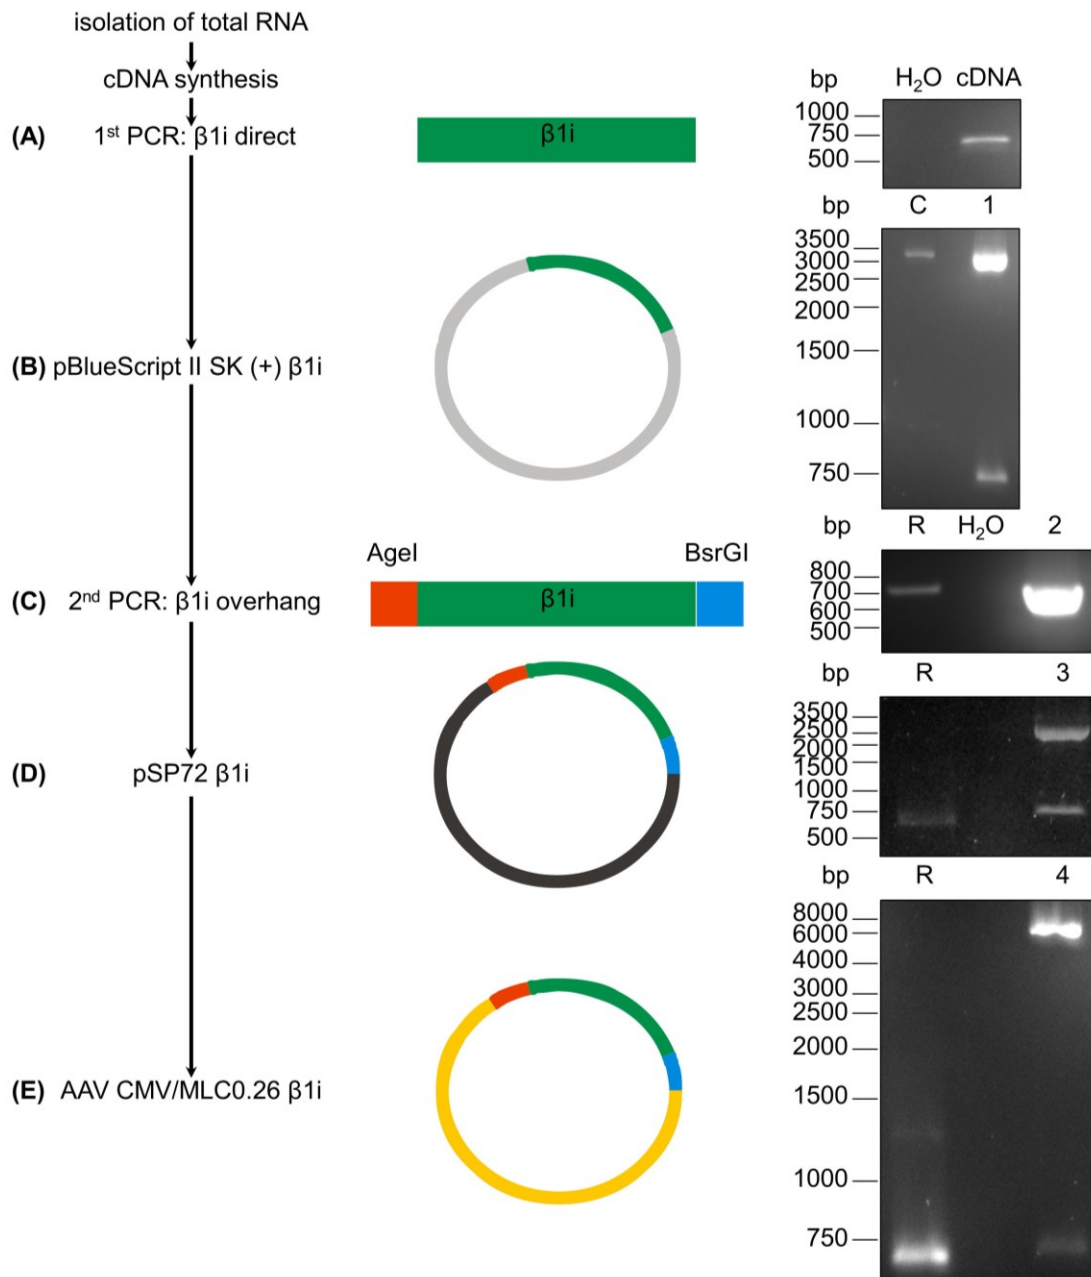 isolation of total RNA
cDNA synthesis
(A) 1st PCR: β1i direct
β1i
bp H2O cDNA
1000
750
500
(B) pBlueScript II SK (+) β1i
bp C 1
3500
3000
2500
2000
1500
1000
750
(C) 2nd PCR: β1i overhang
AgeI BsrGI
β1i
bp R H2O 2
800
700
600
500
(D) pSP72 β1i
bp R 3
3500
2500
2000
1500
1000
750
500
(E) AAV CMV/MLC0.26 β1i
bp R 4
8000
6000
4000
3000
2500
2000
1500
1000
750